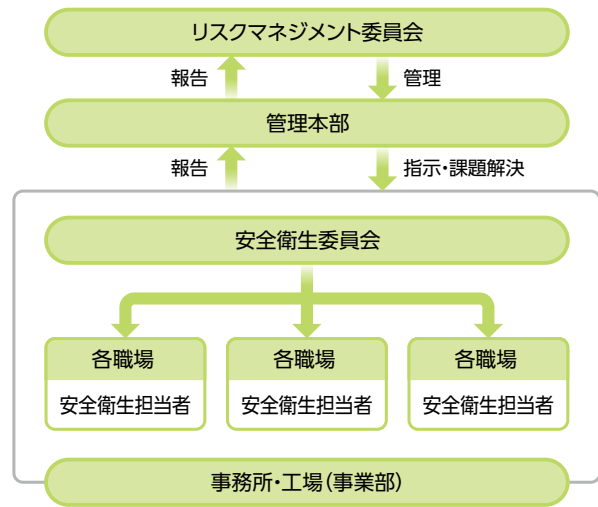 リスクマネジメント委員会
報告
管理
管理本部
報告
指示・課題解決
安全衛生委員会
各職場
各職場
各職場
安全衛生担当者
安全衛生担当者
安全衛生担当者
事務所・工場（事業部）